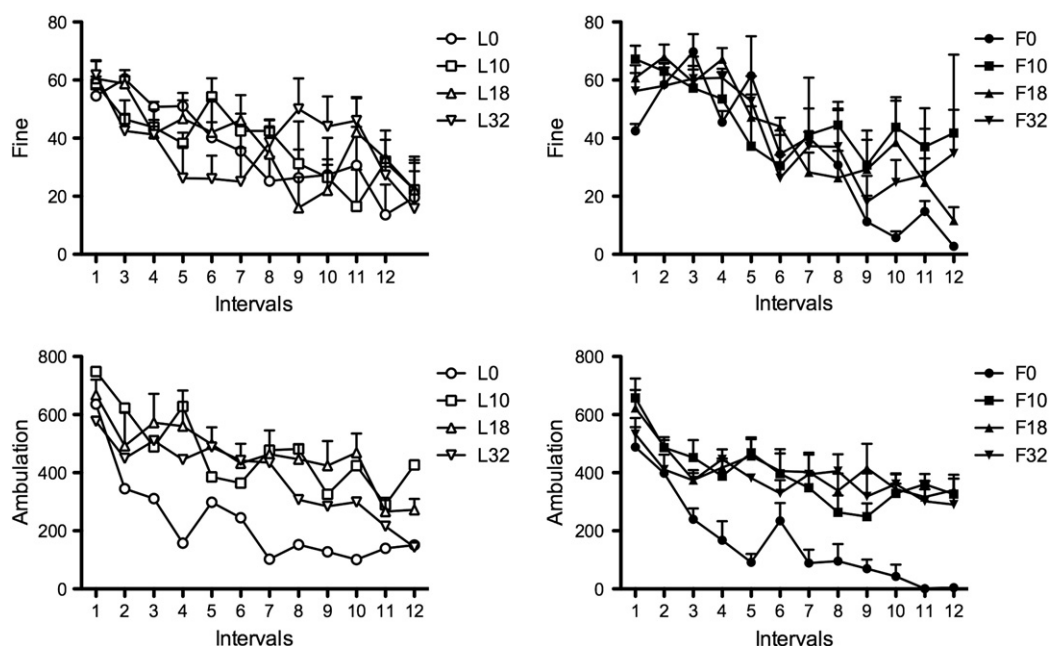 80
60
40
20
0
Fine
1 3 4 5 6 7 8 9 10 11 12
Intervals
L0
L10
L18
L32
80
60
40
20
0
Fine
1 2 3 4 5 6 7 8 9 10 11 12
Intervals
F0
F10
F18
F32
800
600
400
200
0
Ambulation
1 2 3 4 5 6 7 8 9 10 11 12
Intervals
L0
L10
L18
L32
800
600
400
200
0
Ambulation
1 2 3 4 5 6 7 8 9 10 11 12
Intervals
F0
F10
F18
F32